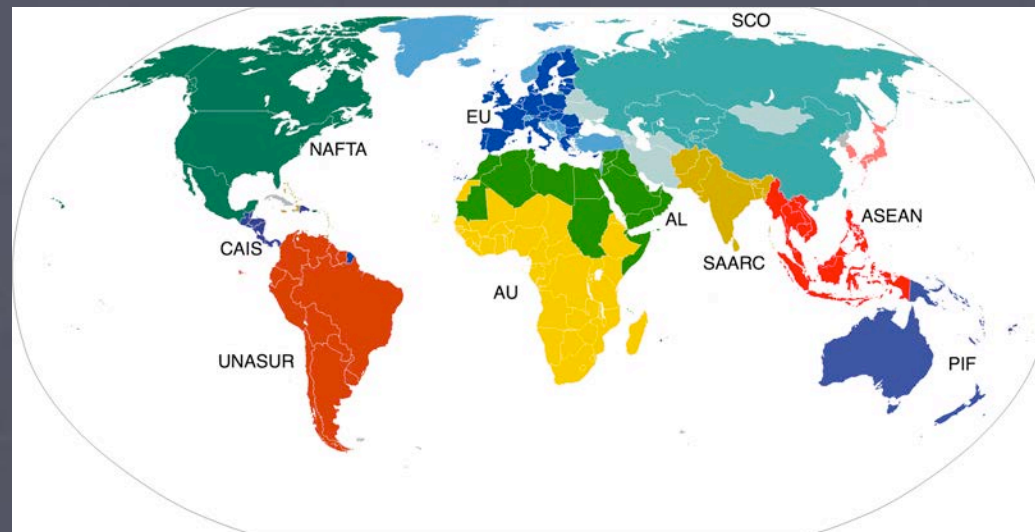 SCO
EU
NAFTA
AL
ASEAN
CAIS
SAARC
AU
UNASUR
PIF